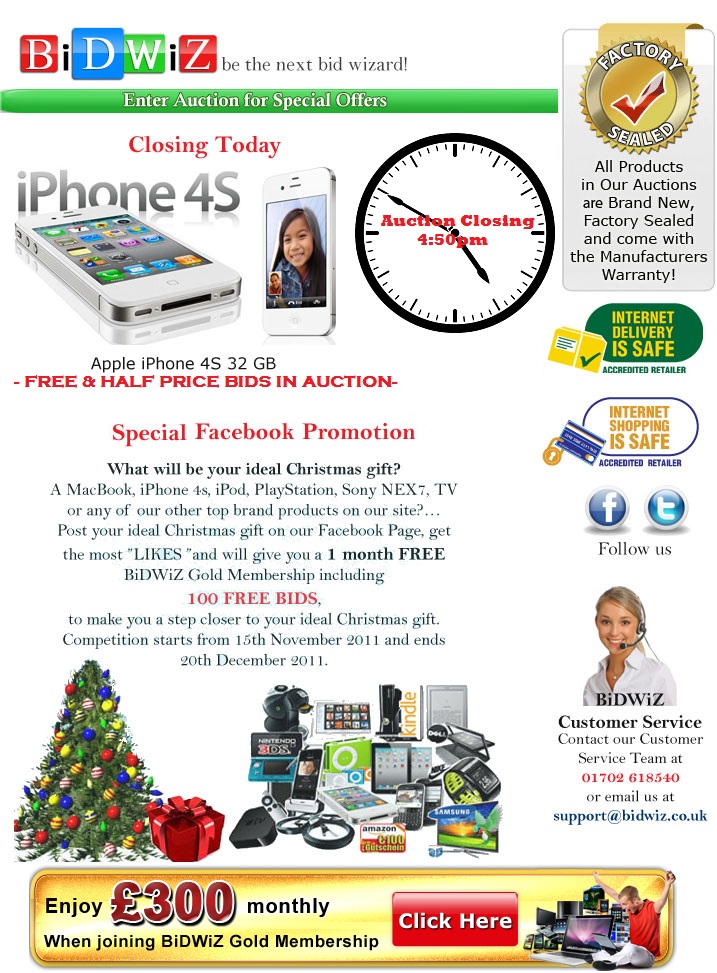 BiDWiZ be the next bid wizard!
Enter Auction for Special Offers
Closing Today
iPhone 4S
Auction Closing
4:50pm
Apple iPhone 4S 32 GB
- FREE & HALF PRICE BIDS IN AUCTION-
FACTORY
SEALED
All Products
in Our Auctions
are Brand New,
Factory Sealed
and come with
the Manufacturers
Warranty!
INTERNET
DELIVERY
IS SAFE
ACCREDITED RETAILER
INTERNET
SHOPPING
IS SAFE
ACCREDITED RETAILER
Follow us
Special Facebook Promotion
What will be your ideal Christmas gift?
A MacBook, iPhone 4s, iPod, PlayStation, Sony NEX7, TV
or any of our other top brand products on our site?...
Post your ideal Christmas gift on our Facebook Page, get
the most "LIKES "and will give you a 1 month FREE
BiDWiZ Gold Membership including
100 FREE BIDS,
to make you a step closer to your ideal Christmas gift.
Competition starts from 15th November 2011 and ends
20th December 2011.
BiDWiZ
Customer Service
Contact our Customer
Service Team at
01702 618540
or email us at
support@bidwiz.co.uk
kindle
NINTENDO
3DS
DELL
SAMSUNG
amazon
€100
Gutschein
Enjoy £300 monthly
When joining BiDWiZ Gold Membership
Click Here